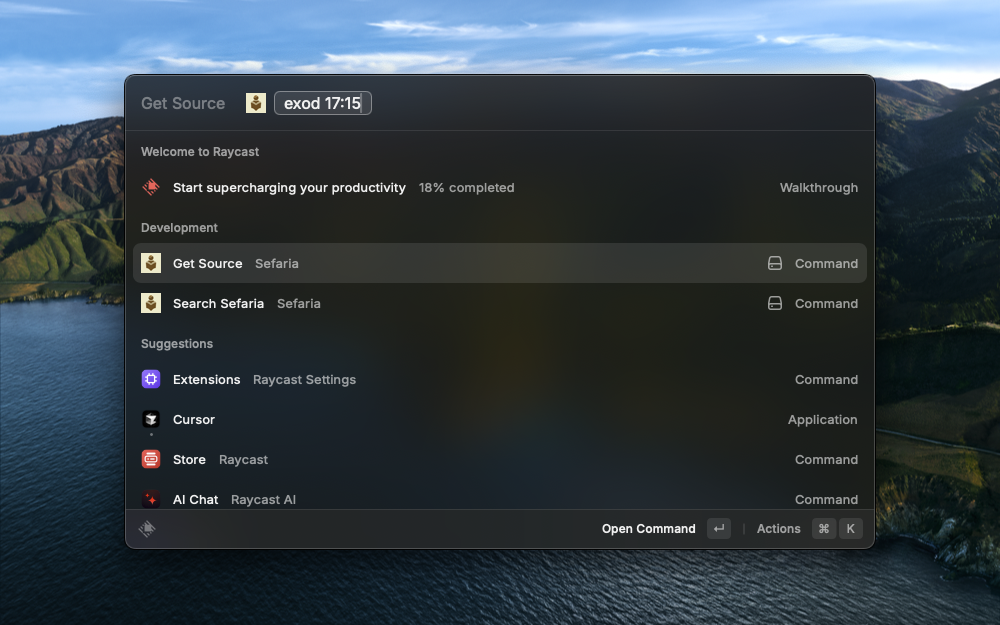 Get Source exod 17:15
Welcome to Raycast
Start supercharging your productivity 18% completed Walkthrough
Development
Get Source Sefaria Command
Search Sefaria Sefaria Command
Suggestions
Extensions Raycast Settings Command
Cursor Application
Store Raycast Command
AI Chat Raycast AI Command
Open Command ↵ Actions ⌘ K